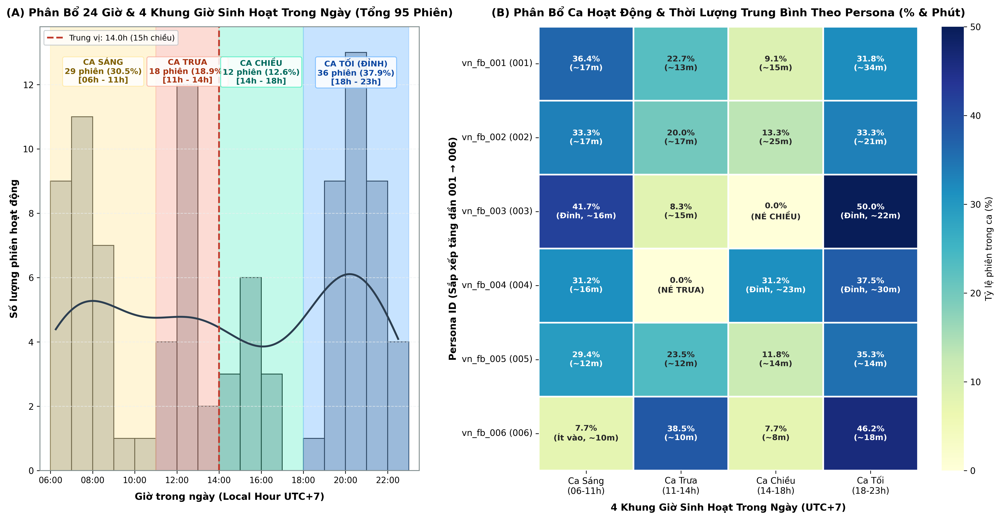 (A) Phân Bổ 24 Giờ & 4 Khung Giờ Sinh Hoạt Trong Ngày (Tổng 95 Phiên)
Trung vị: 14.0h (15h chiều)
CA SÁNG
29 phiên (30.5%)
[06h - 11h]
CA TRƯA
18 phiên (18.9%
[11h - 14h]
CA CHIỀU
12 phiên (12.6%)
[14h - 18h]
CA TỐI (ĐỈNH)
36 phiên (37.9%)
[18h - 23h]
Số lượng phiên hoạt động
12
10
8
6
4
2
0
06:00
08:00
10:00
12:00
14:00
16:00
18:00
20:00
22:00
Giờ trong ngày (Local Hour UTC+7)
(B) Phân Bổ Ca Hoạt Động & Thời Lượng Trung Bình Theo Persona (% & Phút)
Persona ID (Sắp xếp tăng dần 001 → 006)
vn_fb_001 (001)
36.4%
(~17m)
22.7%
(~13m)
9.1%
(~15m)
31.8%
(~34m)
vn_fb_002 (002)
33.3%
(~17m)
20.0%
(~17m)
13.3%
(~25m)
33.3%
(~21m)
vn_fb_003 (003)
41.7%
(Đỉnh, ~16m)
8.3%
(~15m)
0.0%
(NÉ CHIỀU)
50.0%
(Đỉnh, ~22m)
vn_fb_004 (004)
31.2%
(~16m)
0.0%
(NÉ TRƯA)
31.2%
(Đỉnh, ~23m)
37.5%
(Đỉnh, ~30m)
vn_fb_005 (005)
29.4%
(~12m)
23.5%
(~12m)
11.8%
(~14m)
35.3%
(~14m)
vn_fb_006 (006)
7.7%
(Ít vào, ~10m)
38.5%
(~10m)
7.7%
(~8m)
46.2%
(~18m)
Ca Sáng
(06-11h)
Ca Trưa
(11-14h)
Ca Chiều
(14-18h)
Ca Tối
(18-23h)
4 Khung Giờ Sinh Hoạt Trong Ngày (UTC+7)
50
40
30
20
10
0
Tỷ lệ phiên trong ca (%)